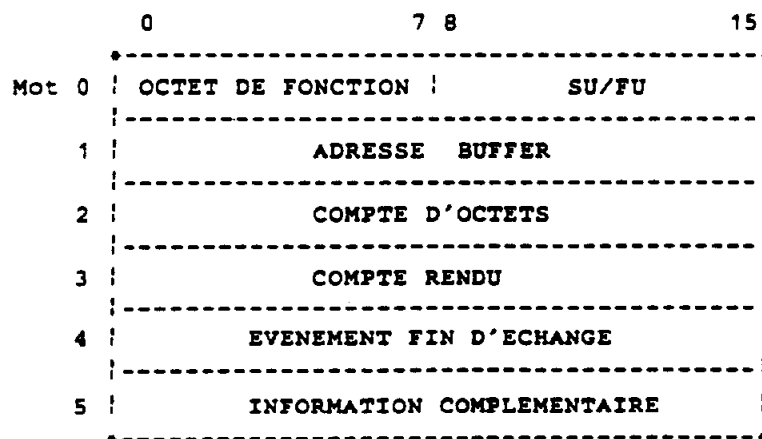 0 7 8 15
Mot 0 OCTET DE FONCTION SU/FU
1 ADRESSE BUFFER
2 COMPTE D'OCTETS
3 COMPTE RENDU
4 EVENEMENT FIN D'ECHANGE
5 INFORMATION COMPLEMENTAIRE